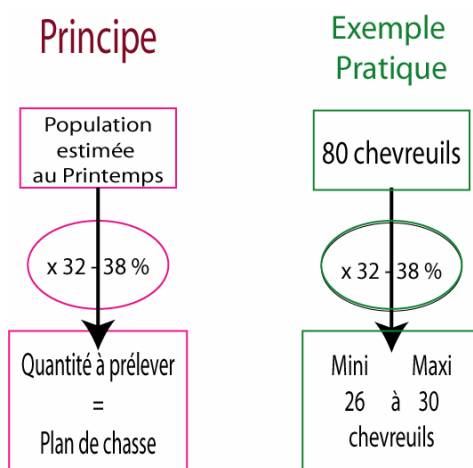 Principe
Population
estimée
au Printemps
x 32 - 38 %
Quantité à prélever
=
Plan de chasse
Exemple
Pratique
80 chevreuils
x 32 - 38 %
Mini Maxi
26 à 30
chevreuils